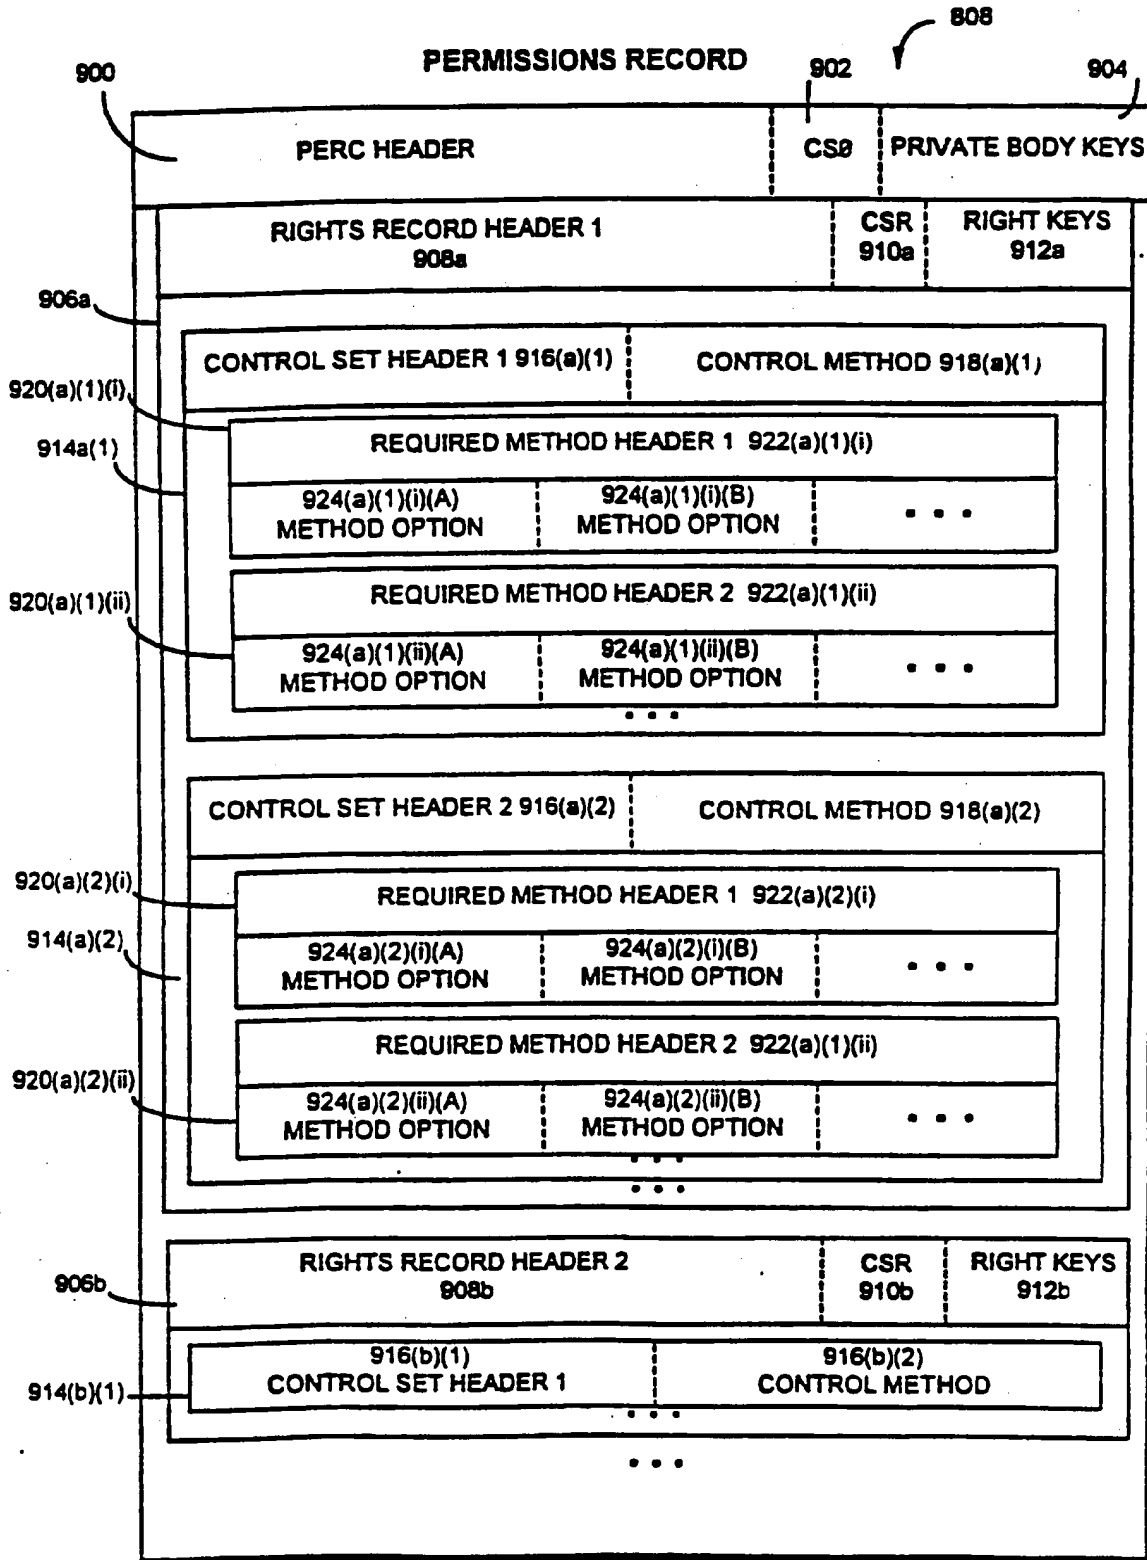 808
PERMISSIONS RECORD
900
902
904
PERC HEADER
CS0
PRIVATE BODY KEYS
RIGHTS RECORD HEADER 1
908a
CSR
910a
RIGHT KEYS
912a
906a
CONTROL SET HEADER 1 916(a)(1)
CONTROL METHOD 918(a)(1)
920(a)(1)(i)
914a(1)
REQUIRED METHOD HEADER 1 922(a)(1)(i)
924(a)(1)(i)(A)
METHOD OPTION
924(a)(1)(i)(B)
METHOD OPTION
• • •
920(a)(1)(ii)
REQUIRED METHOD HEADER 2 922(a)(1)(ii)
924(a)(1)(ii)(A)
METHOD OPTION
924(a)(1)(ii)(B)
METHOD OPTION
• • •
• • •
CONTROL SET HEADER 2 916(a)(2)
CONTROL METHOD 918(a)(2)
920(a)(2)(i)
914(a)(2)
REQUIRED METHOD HEADER 1 922(a)(2)(i)
924(a)(2)(i)(A)
METHOD OPTION
924(a)(2)(i)(B)
METHOD OPTION
• • •
920(a)(2)(ii)
REQUIRED METHOD HEADER 2 922(a)(1)(ii)
924(a)(2)(ii)(A)
METHOD OPTION
924(a)(2)(ii)(B)
METHOD OPTION
• • •
• • •
• • •
906b
RIGHTS RECORD HEADER 2
908b
CSR
910b
RIGHT KEYS
912b
914(b)(1)
916(b)(1)
CONTROL SET HEADER 1
916(b)(2)
CONTROL METHOD
• • •
• • •